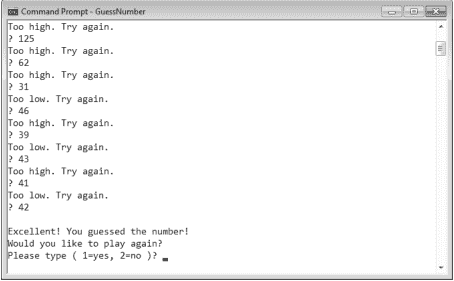 Command Prompt - GuessNumber
Too high. Try again.
? 125
Too high. Try again.
? 62
Too high. Try again.
? 31
Too low. Try again.
? 46
Too high. Try again.
? 39
Too low. Try again.
? 43
Too high. Try again.
? 41
Too low. Try again.
? 42
Excellent! You guessed the number!
Would you like to play again?
Please type ( 1=yes, 2=no )?